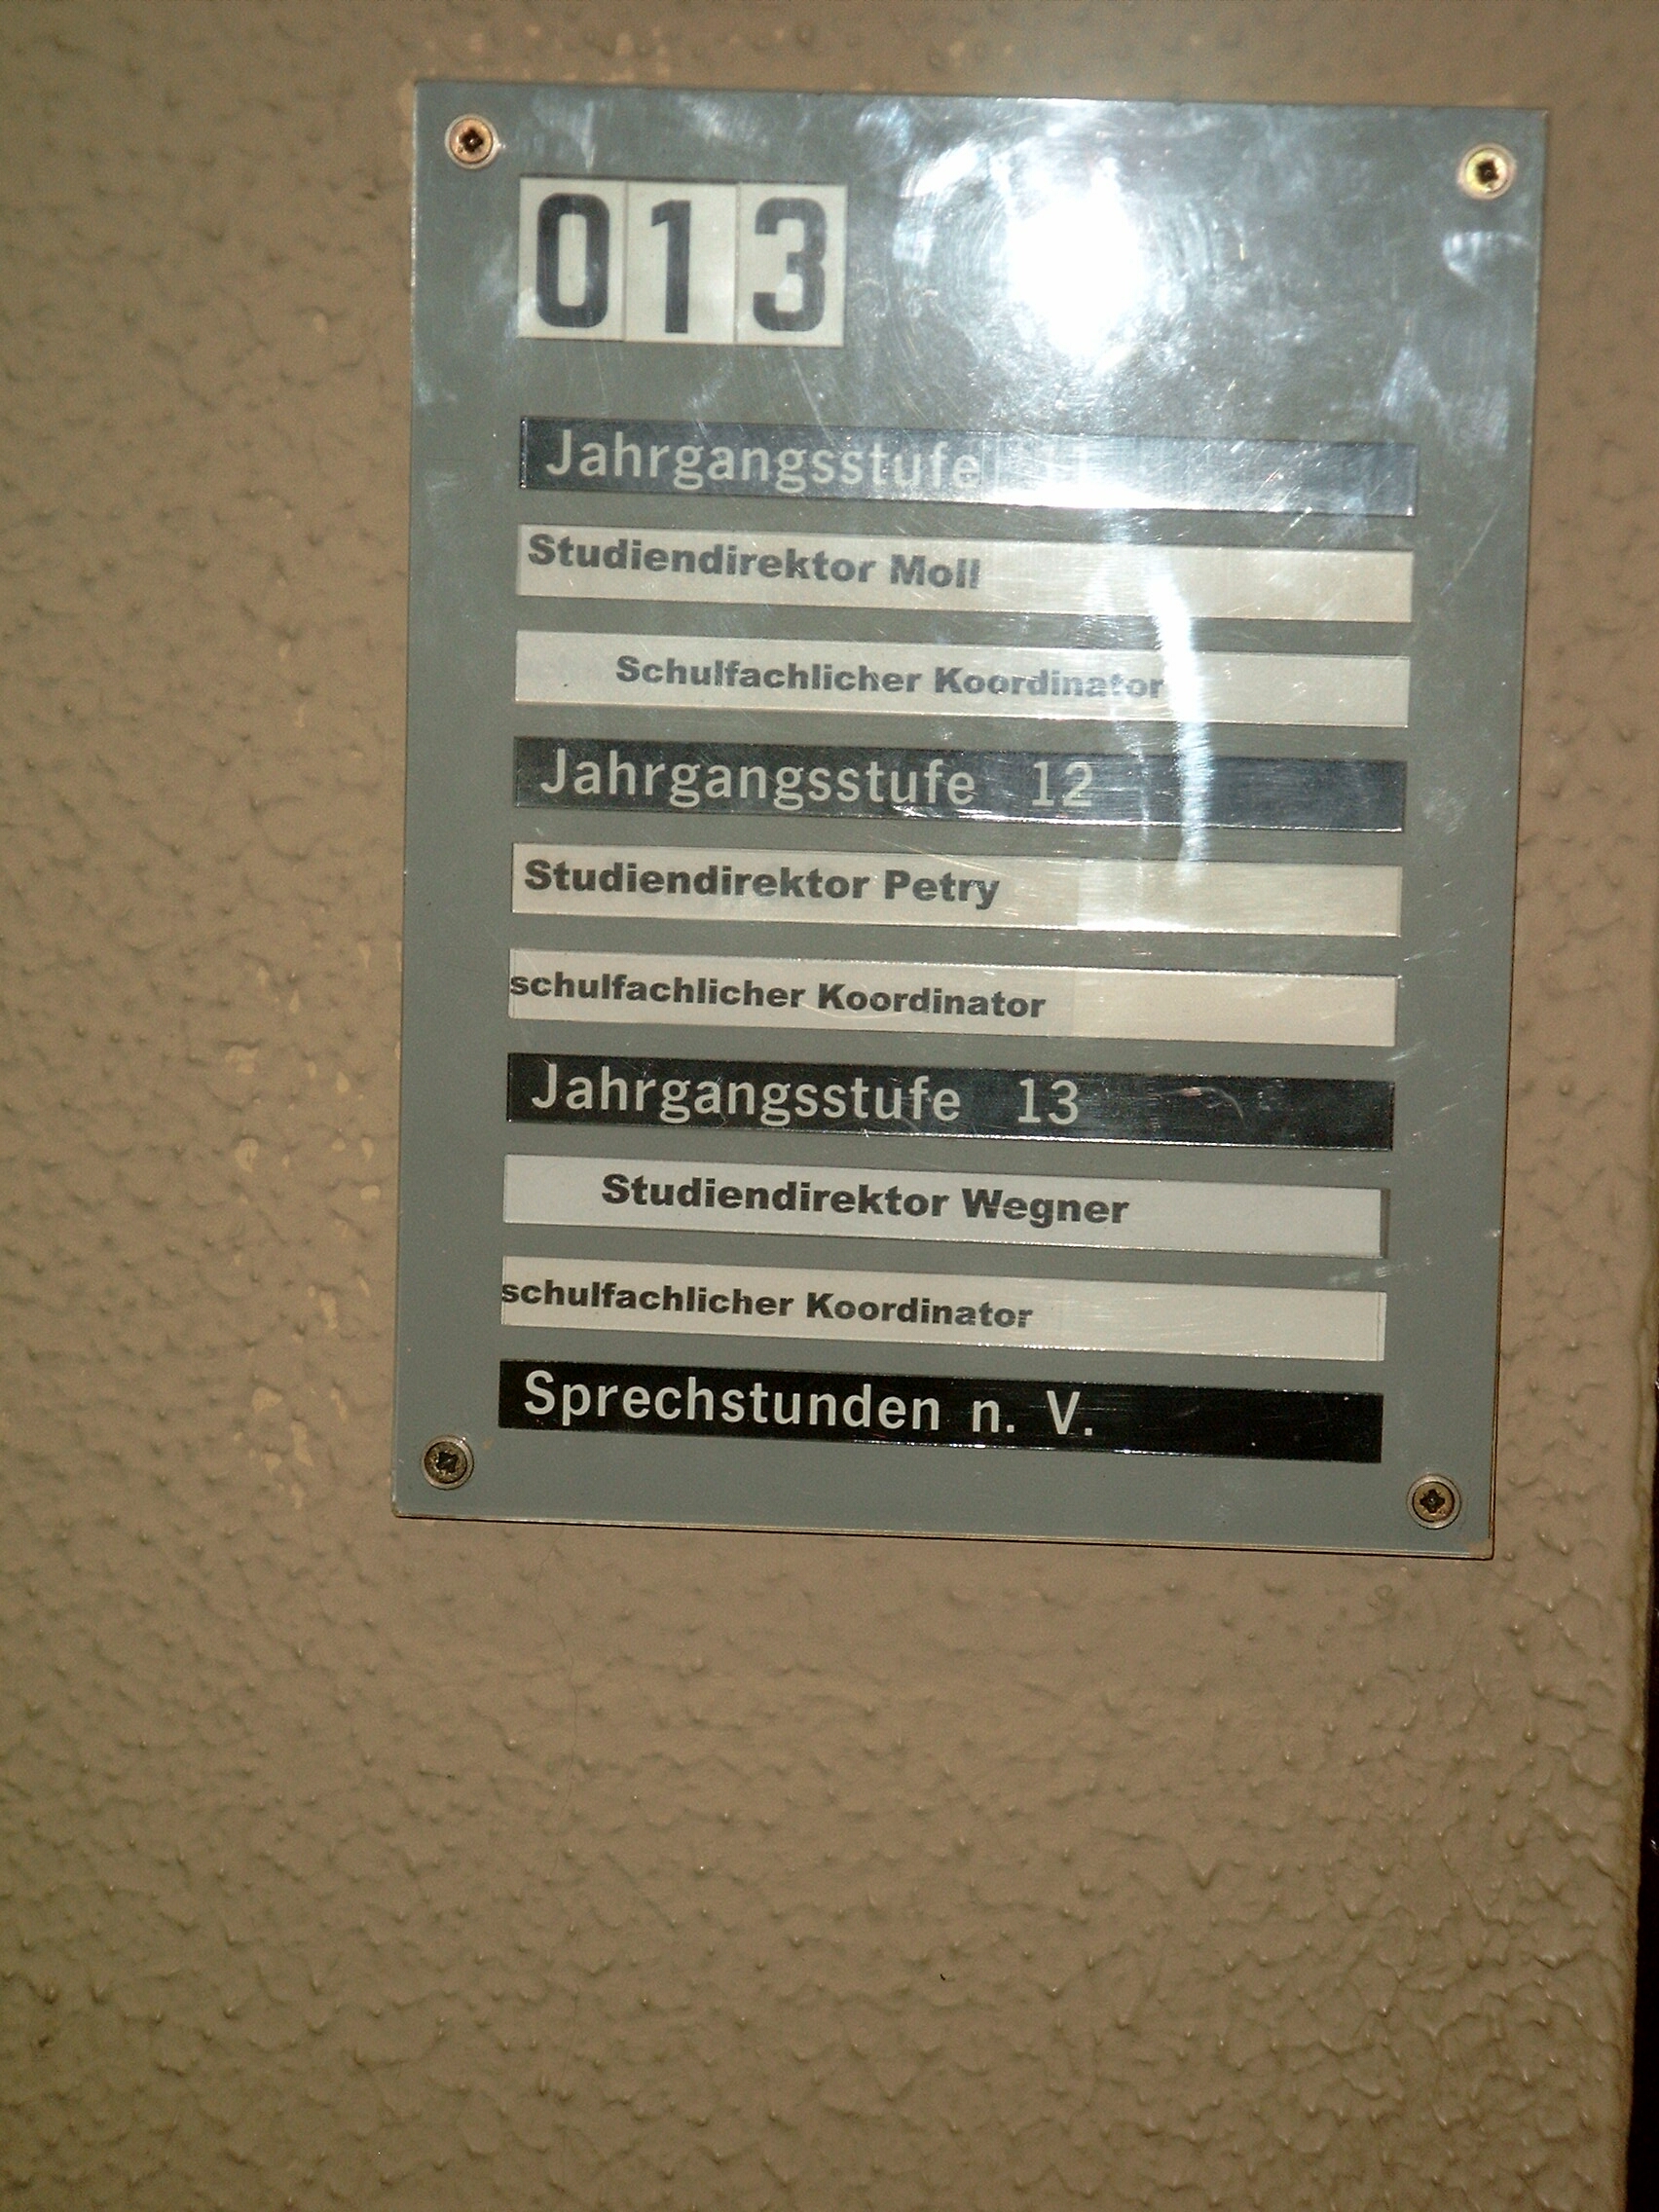 013
Jahrgangsstufe 11
Studiendirektor Moll
Schulfachlicher Koordinator
Jahrgangsstufe 12
Studiendirektor Petry
schulfachlicher Koordinator
Jahrgangsstufe 13
Studiendirektor Wegner
schulfachlicher Koordinator
Sprechstunden n. V.